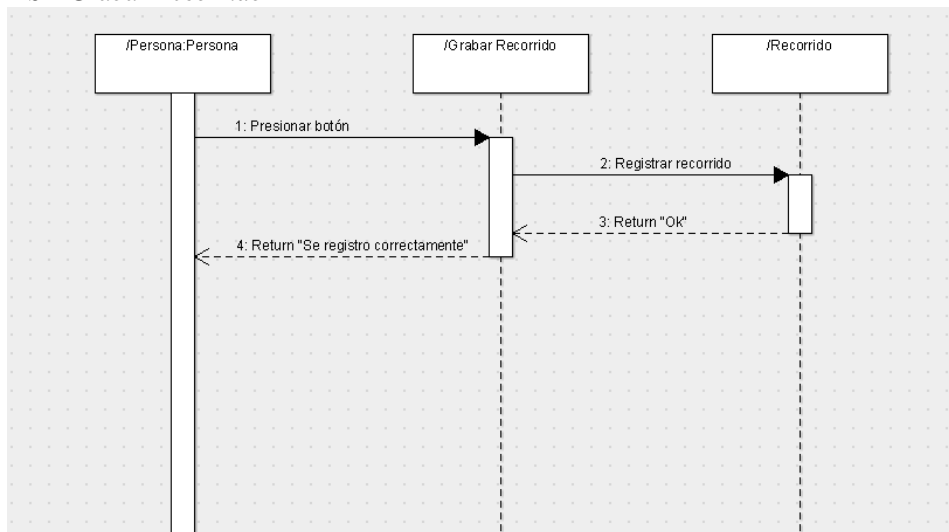 /Persona:Persona
/Grabar Recorrido
/Recorrido
1: Presionar botón
2: Registrar recorrido
3: Return "Ok"
4: Return "Se registro correctamente"